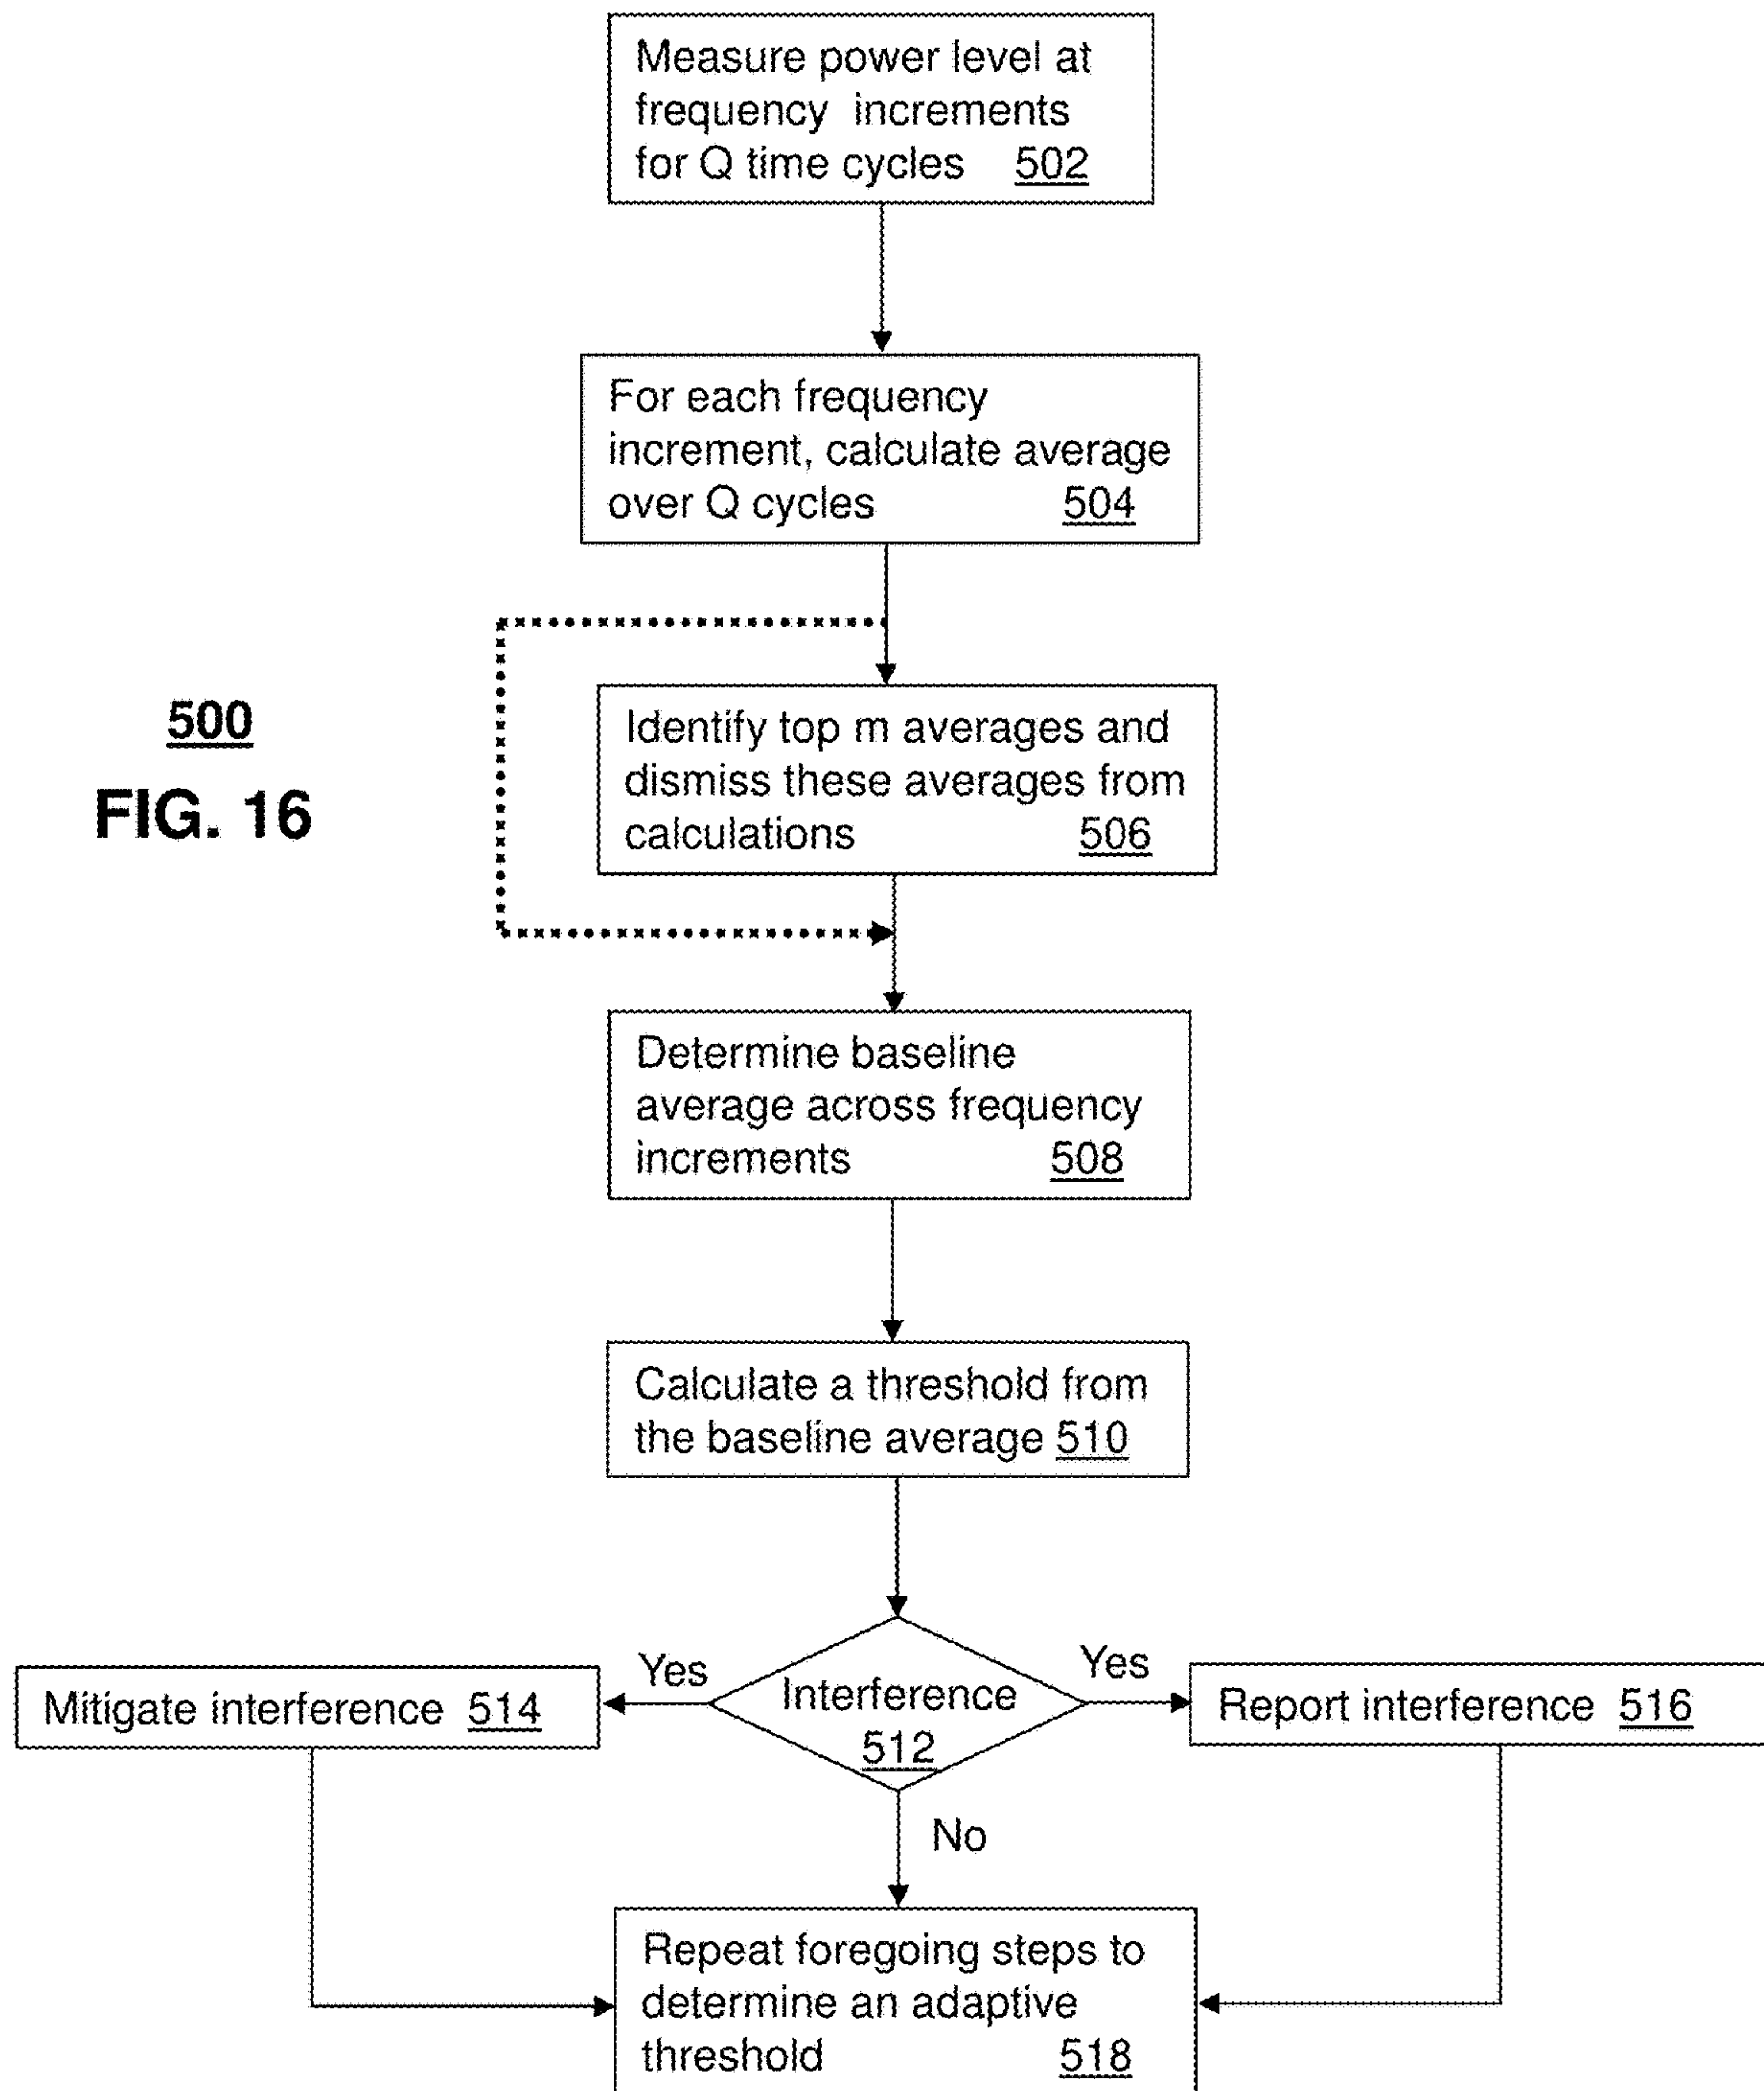 Measure power level at
frequency increments
for Q time cycles 502
For each frequency
increment, calculate average
over Q cycles 504
500
FIG. 16
Identify top m averages and
dismiss these averages from
calculations 506
Determine baseline
average across frequency
increments 508
Calculate a threshold from
the baseline average 510
Yes
Yes
Mitigate interference 514
Interference
512
Report interference 516
No
Repeat foregoing steps to
determine an adaptive
threshold 518